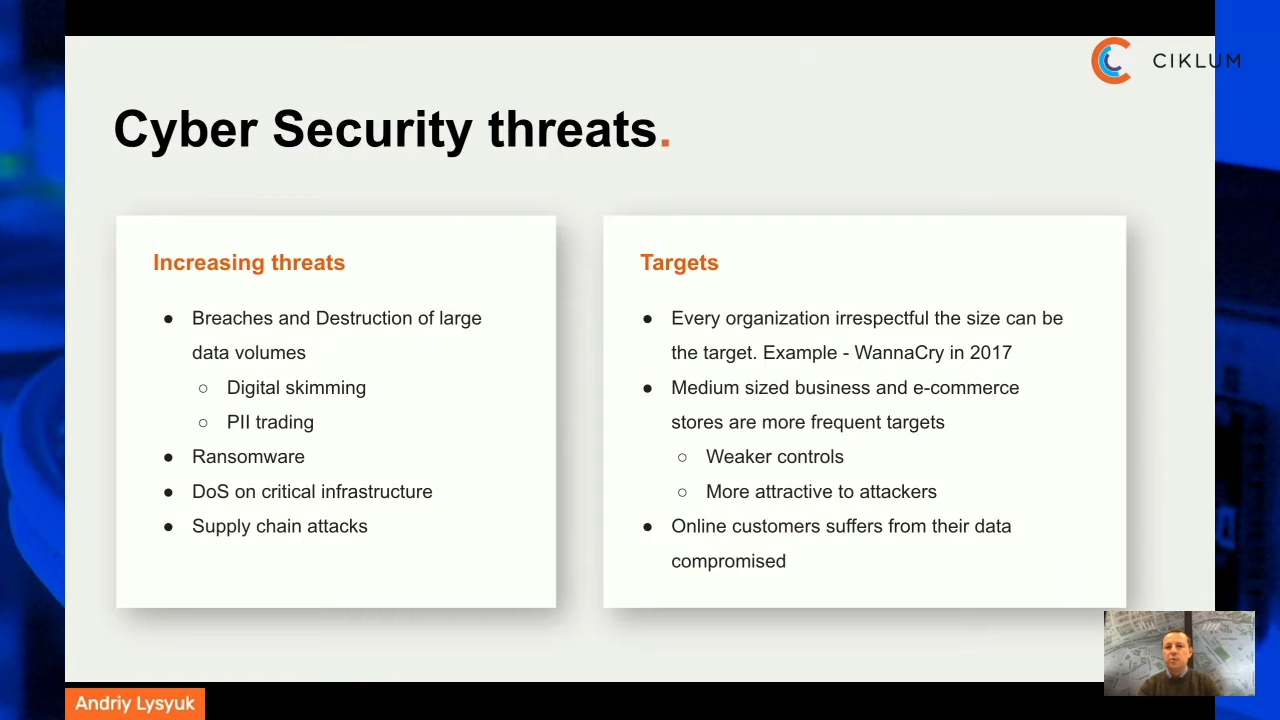 CIKLUM
Cyber Security threats.
Increasing threats
● Breaches and Destruction of large
data volumes
○ Digital skimming
○ PII trading
● Ransomware
● DoS on critical infrastructure
● Supply chain attacks
Targets
● Every organization irrespectful the size can be
the target. Example - WannaCry in 2017
● Medium sized business and e-commerce
stores are more frequent targets
○ Weaker controls
○ More attractive to attackers
● Online customers suffers from their data
compromised
Andriy Lysyuk